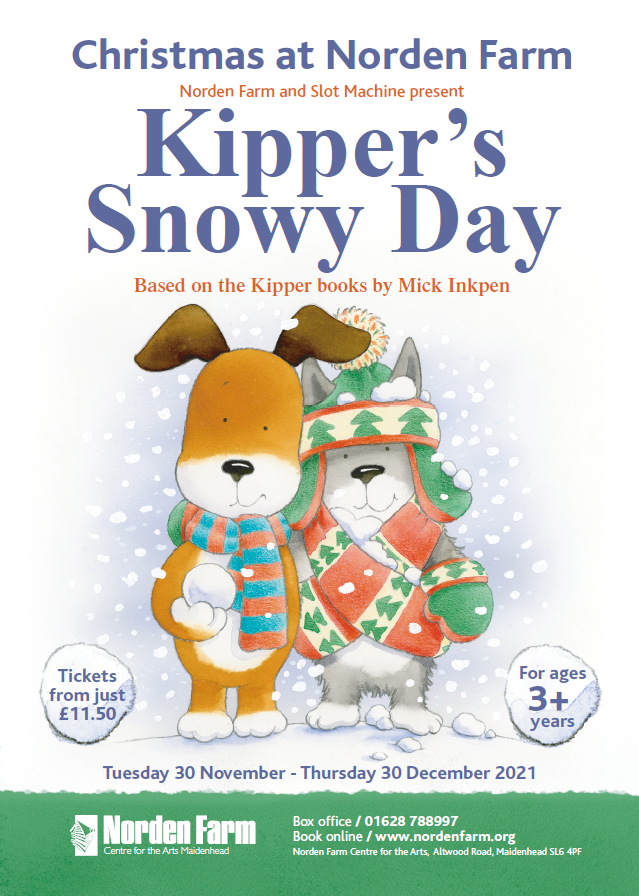 Christmas at Norden Farm
Norden Farm and Slot Machine present
Kipper’s
Snowy Day
Based on the Kipper books by Mick Inkpen
Tickets
from just
£11.50
For ages
3+
years
Tuesday 30 November - Thursday 30 December 2021
Norden Farm
Centre for the Arts Maidenhead
Box office / 01628 788997
Book online / www.nordenfarm.org
Norden Farm Centre for the Arts, Altwood Road, Maidenhead SL6 4PF